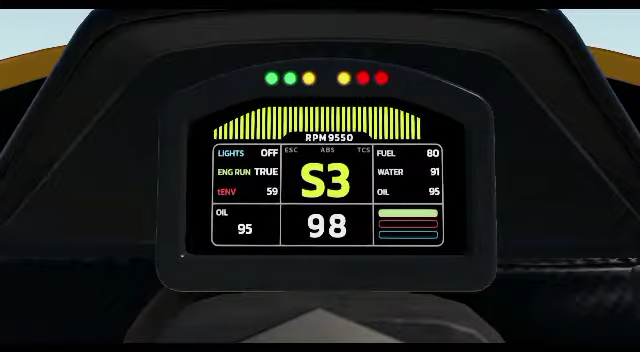 RPM 9550
LIGHTS OFF
ENG RUN TRUE
tENV 59
OIL
95
ESC ABS TCS
S3
98
FUEL 80
WATER 91
OIL 95